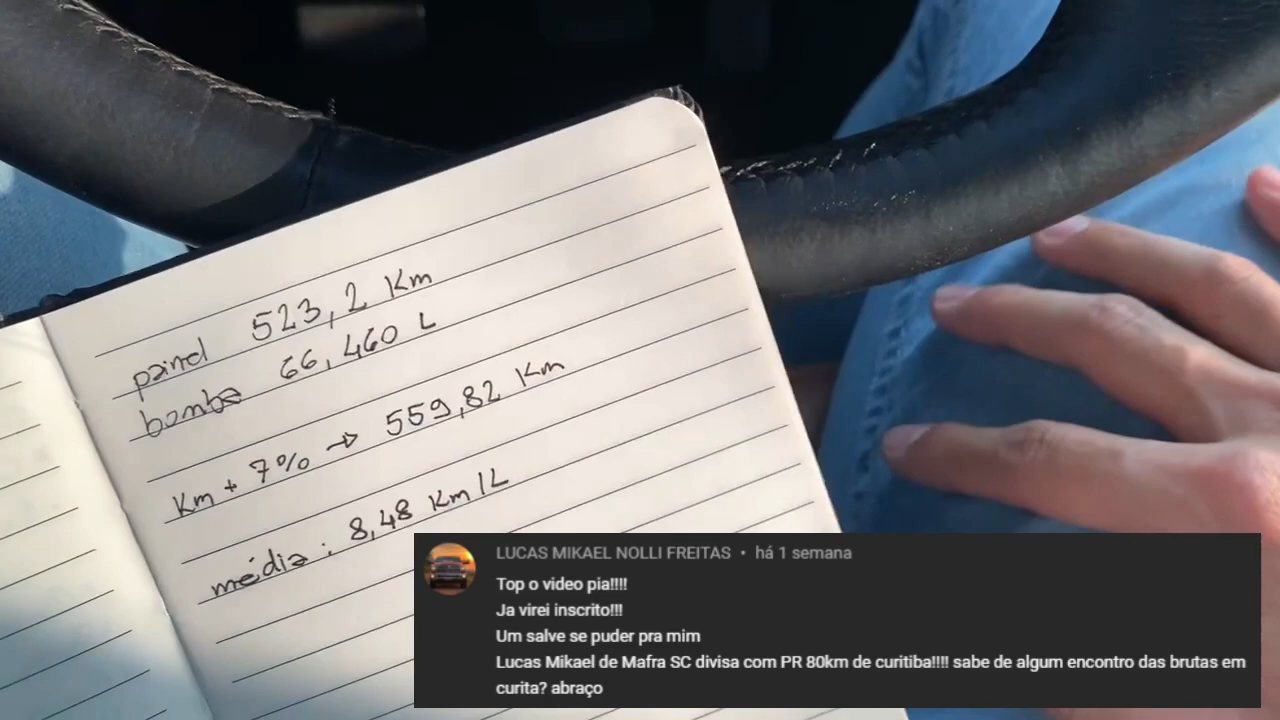 painel 523,2 Km
bomba 66,460 L
Km + 7% → 559,82 Km
média: 8,48 Km/L
LUCAS MIKAEL NOLLI FREITAS • há 1 semana
Top o video pia!!!!
Ja virei inscrito!!!
Um salve se puder pra mim
Lucas Mikael de Mafra SC divisa com PR 80km de curitiba!!!! sabe de algum encontro das brutas em
curita? abraço